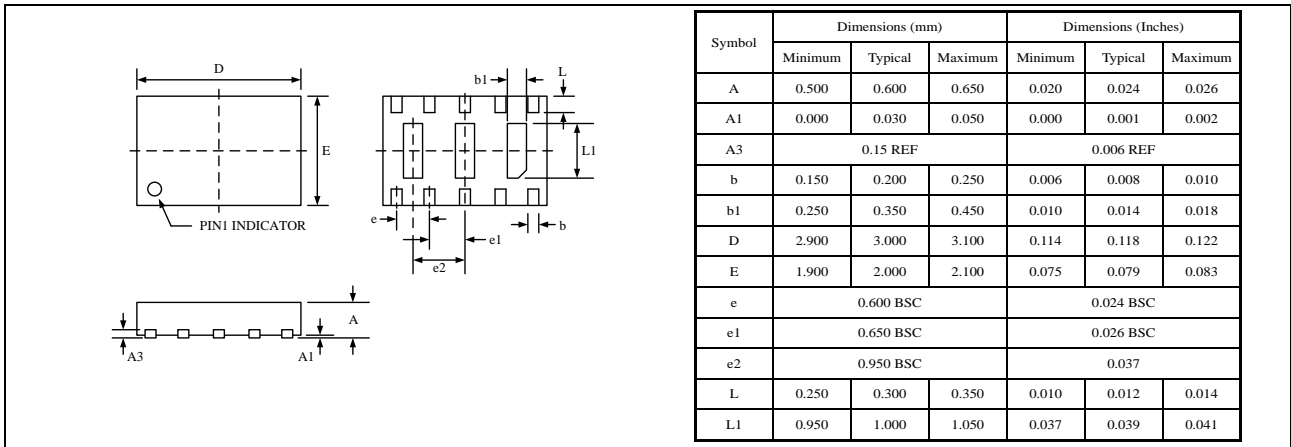 D
E
PIN1 INDICATOR
b1
L
L1
e
b
e1
e2
A
A3
A1
Symbol Dimensions (mm) Dimensions (Inches)
Minimum Typical Maximum Minimum Typical Maximum
A 0.500 0.600 0.650 0.020 0.024 0.026
A1 0.000 0.030 0.050 0.000 0.001 0.002
A3 0.15 REF 0.006 REF
b 0.150 0.200 0.250 0.006 0.008 0.010
b1 0.250 0.350 0.450 0.010 0.014 0.018
D 2.900 3.000 3.100 0.114 0.118 0.122
E 1.900 2.000 2.100 0.075 0.079 0.083
e 0.600 BSC 0.024 BSC
e1 0.650 BSC 0.026 BSC
e2 0.950 BSC 0.037
L 0.250 0.300 0.350 0.010 0.012 0.014
L1 0.950 1.000 1.050 0.037 0.039 0.041